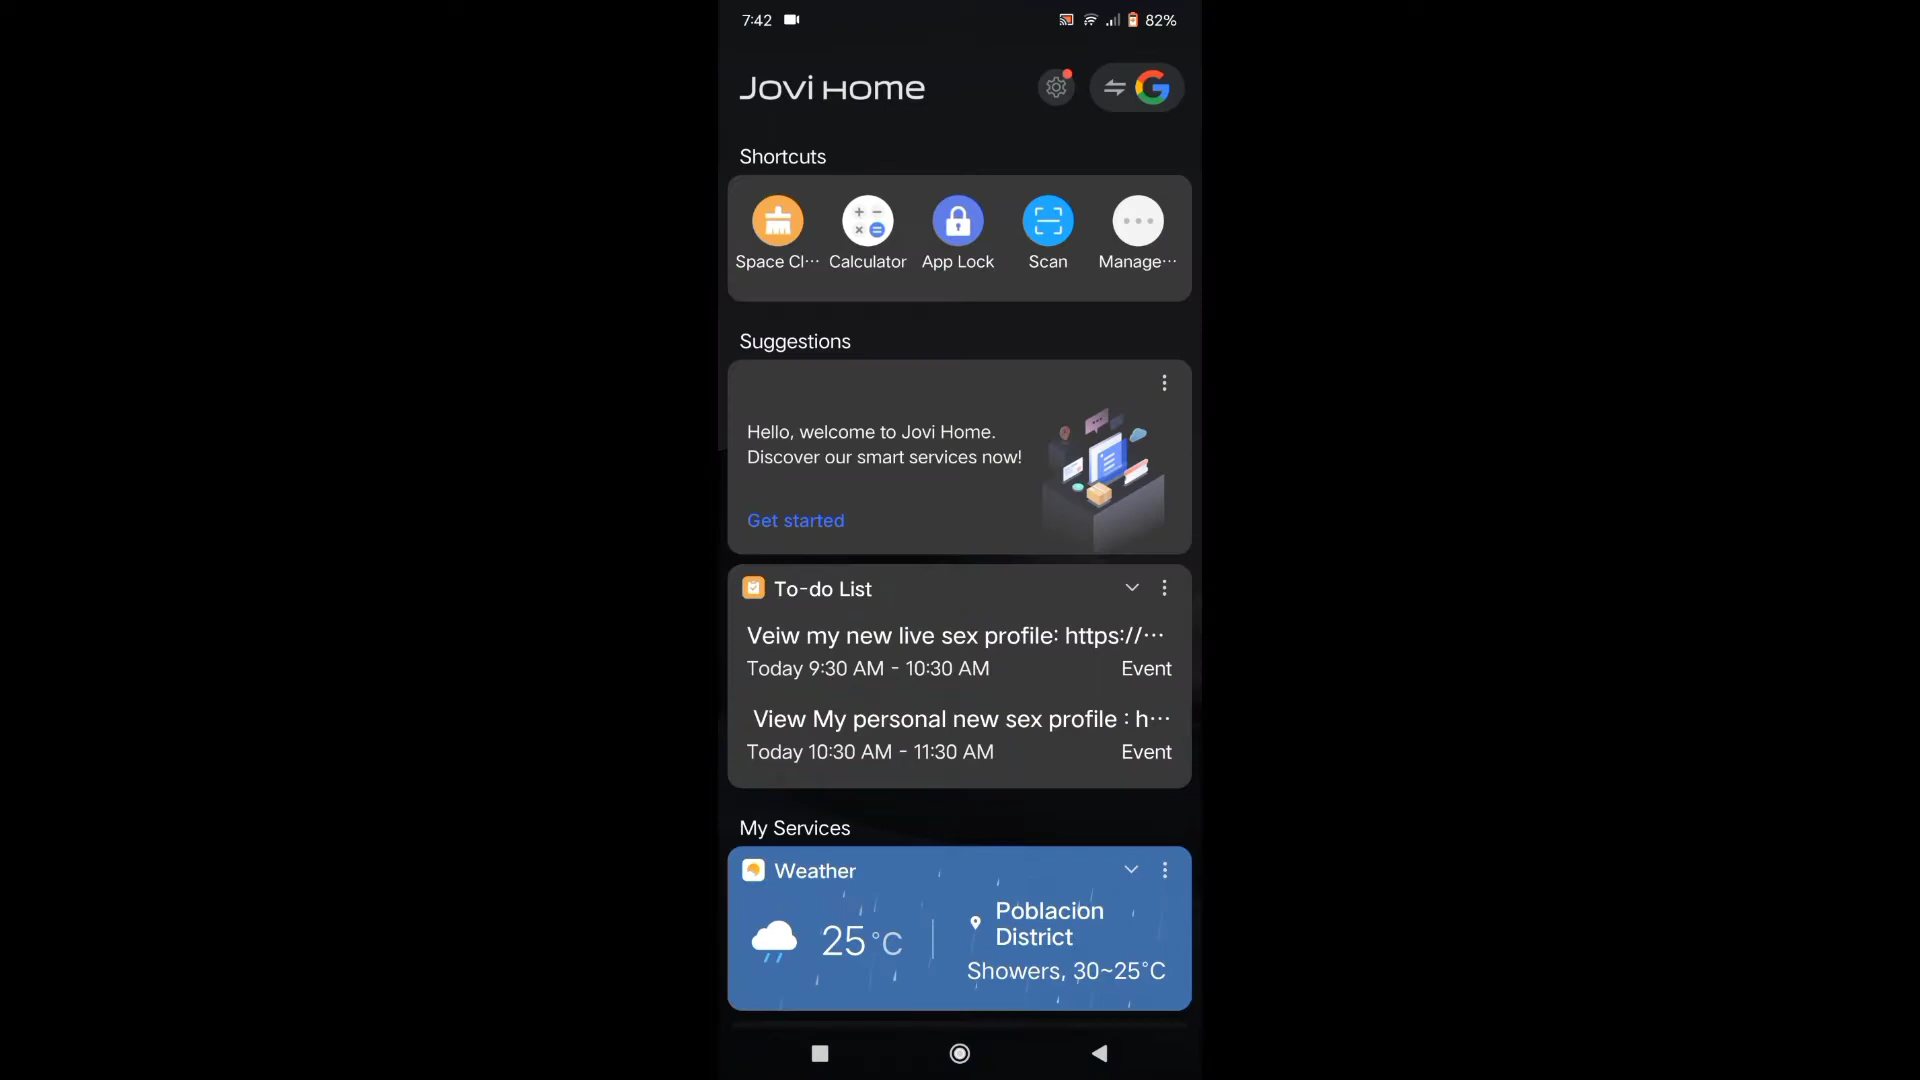 7:42
82%
Jovi Home
Shortcuts
Space Cl···
Calculator
App Lock
Scan
Manage···
Suggestions
Hello, welcome to Jovi Home.
Discover our smart services now!
Get started
To-do List
Veiw my new live sex profile: https://···
Today 9:30 AM - 10:30 AM
Event
View My personal new sex profile : h···
Today 10:30 AM - 11:30 AM
Event
My Services
Weather
25°C
Poblacion
District
Showers, 30~25°C